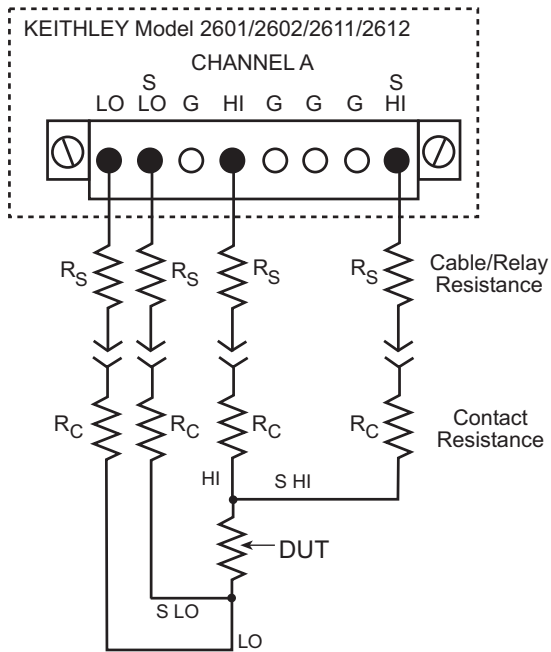 KEITHLEY Model 2601/2602/2611/2612
CHANNEL A
S S
LO LO G HI G G G HI
RS RS RS RS Cable/Relay
Resistance
RC RC RC RC Contact
Resistance
HI S HI
DUT
S LO
LO